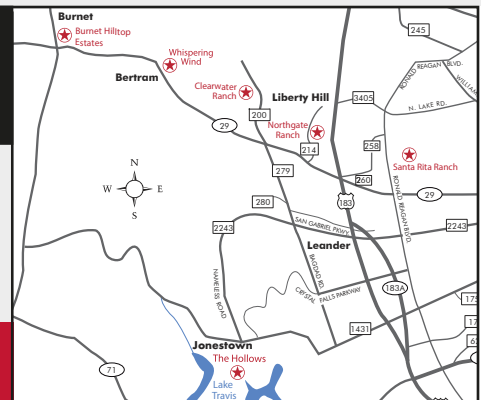 Burnet
Burnet Hilltop
Estates
245
Whispering
Wind
RONALD REAGAN BLVD.
Bertram
Clearwater
Ranch
Liberty Hill
3405
N. LAKE RD.
200
Northgate
Ranch
29
214
258
Santa Rita Ranch
N
W
E
S
279
260
RONALD REAGAN BLVD.
29
280
183
2243
SAN GABRIEL PKWY.
2243
Leander
NAMELESS ROAD
BAGDAD RD.
CRYSTAL FALLS PARKWAY
183A
1431
Jonestown
The Hollows
71
Lake
Travis